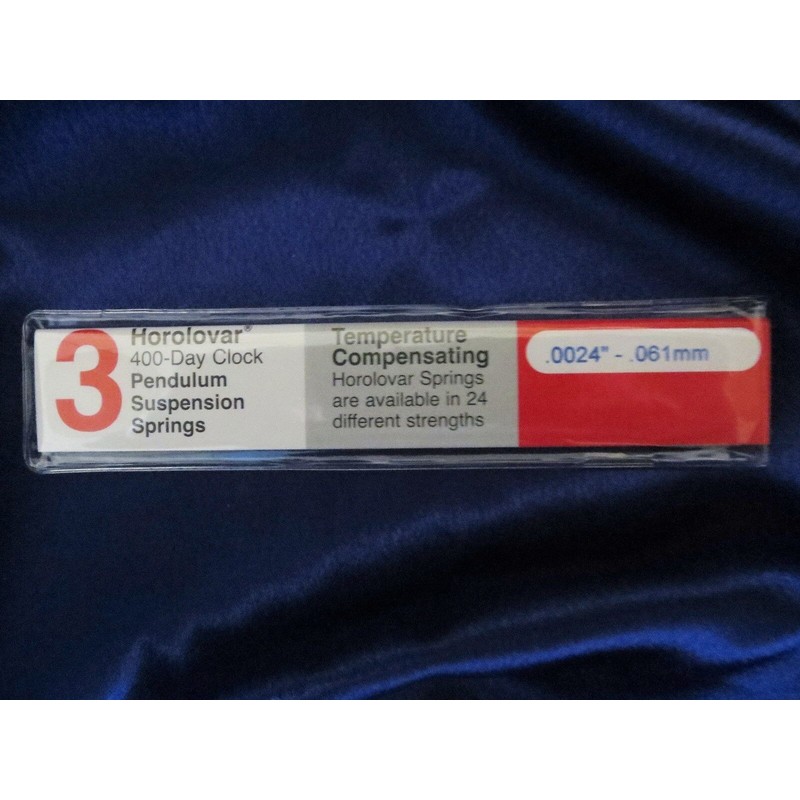 3
Horolovar®
400-Day Clock
Pendulum
Suspension
Springs
Temperature
Compensating
Horolovar Springs
are available in 24
different strengths
.0024" - .061mm